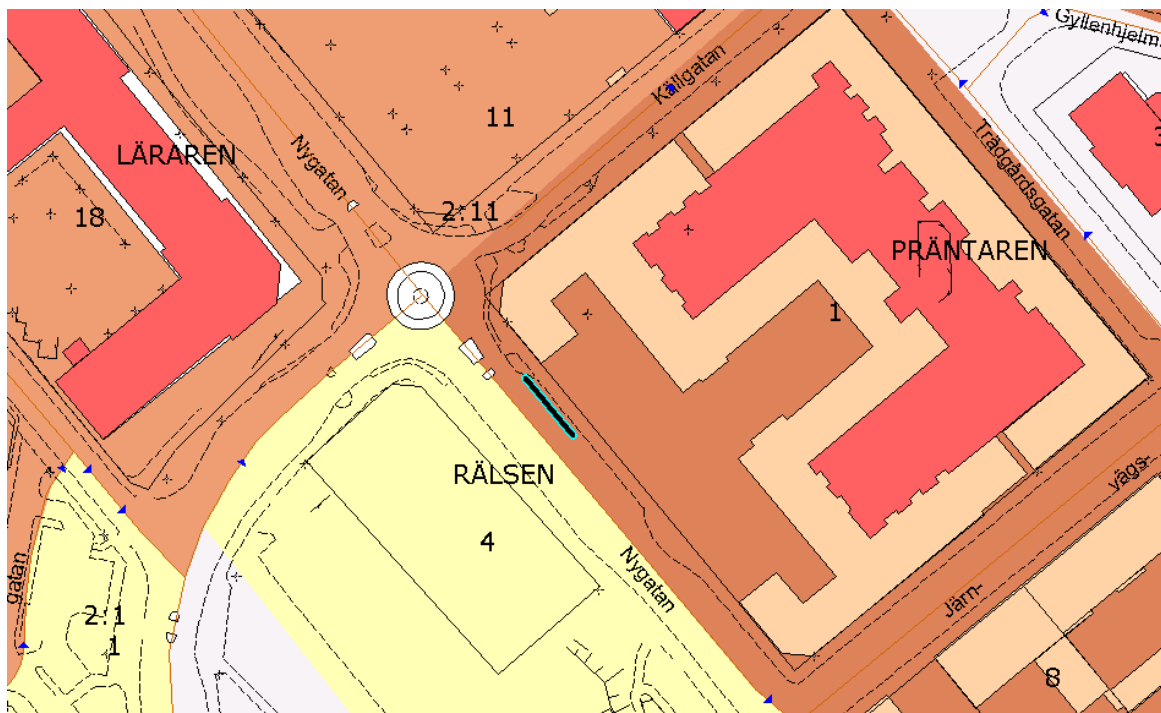 Gyllenhjelm
Källgatan
11
Nygatan
LÄRAREN
Trädgårdsgatan
3
18
2:11
PRÄNTAREN
1
RÄLSEN
vägs-
4
Nygatan
gatan
Järn-
2:1
1
8